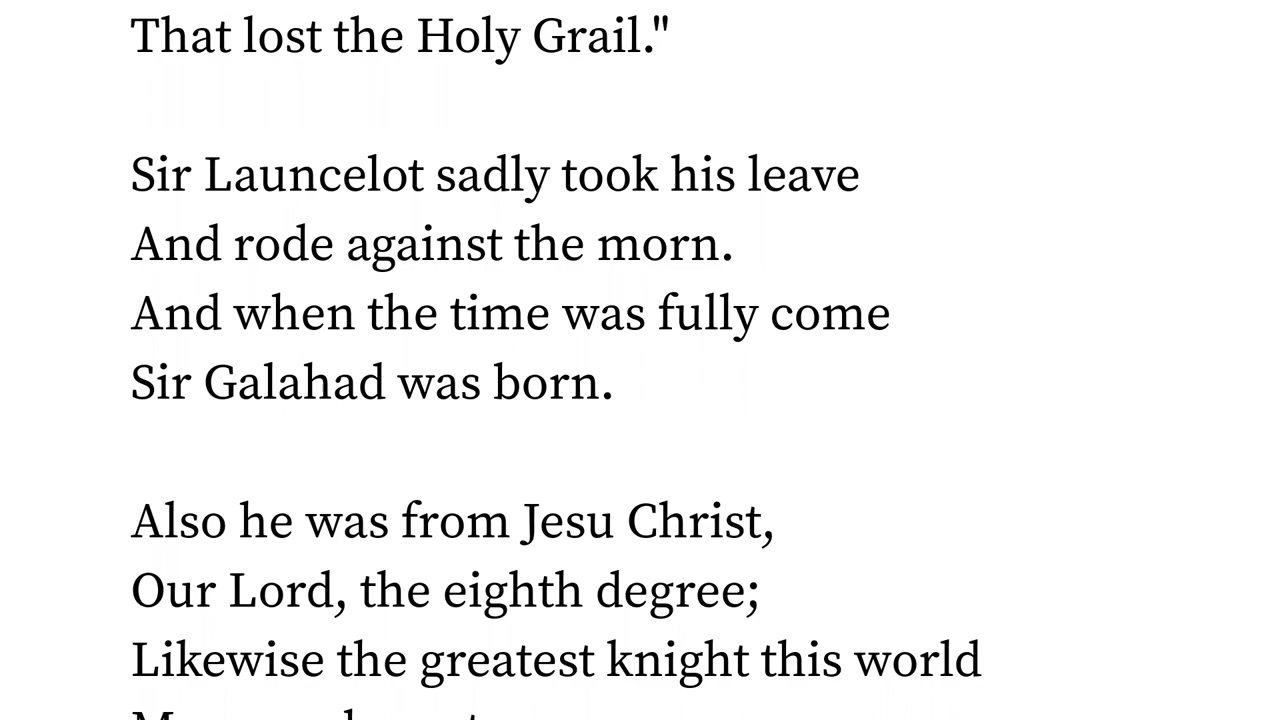 That lost the Holy Grail."
Sir Launcelot sadly took his leave
And rode against the morn.
And when the time was fully come
Sir Galahad was born.
Also he was from Jesu Christ,
Our Lord, the eighth degree;
Likewise the greatest knight this world